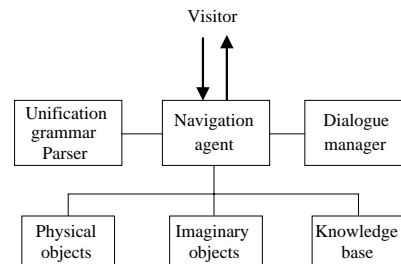 Visitor
Unification
grammar
Parser
Navigation
agent
Dialogue
manager
Physical
objects
Imaginary
objects
Knowledge
base